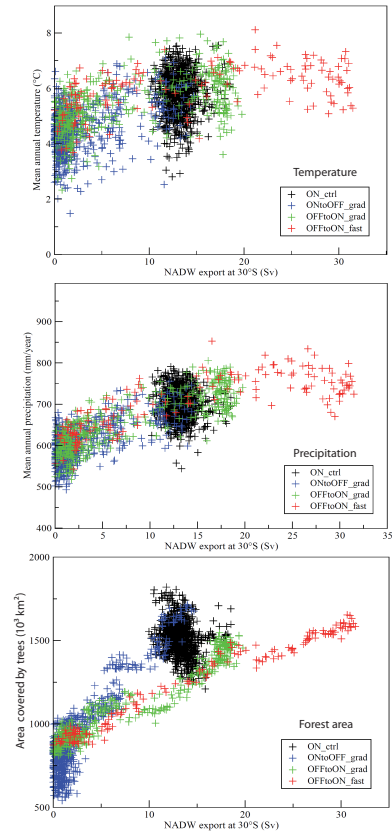 8
6
4
2
0
Mean annual temperature (°C)
Temperature
ON_ctrl
ONtoOFF_grad
OFFtoON_grad
OFFtoON_fast
0 10 20 30
NADW export at 30°S (Sv)
900
800
700
600
500
400
Mean annual precipitation (mm/year)
Precipitation
ON_ctrl
ONtoOFF_grad
OFFtoON_grad
OFFtoON_fast
0 5 10 15 20 25 30 35
NADW export at 30°S (Sv)
2000
1500
1000
500
Area covered by trees (10³ km²)
Forest area
ON_ctrl
ONtoOFF_grad
OFFtoON_grad
OFFtoON_fast
0 10 20 30
NADW export at 30°S (Sv)